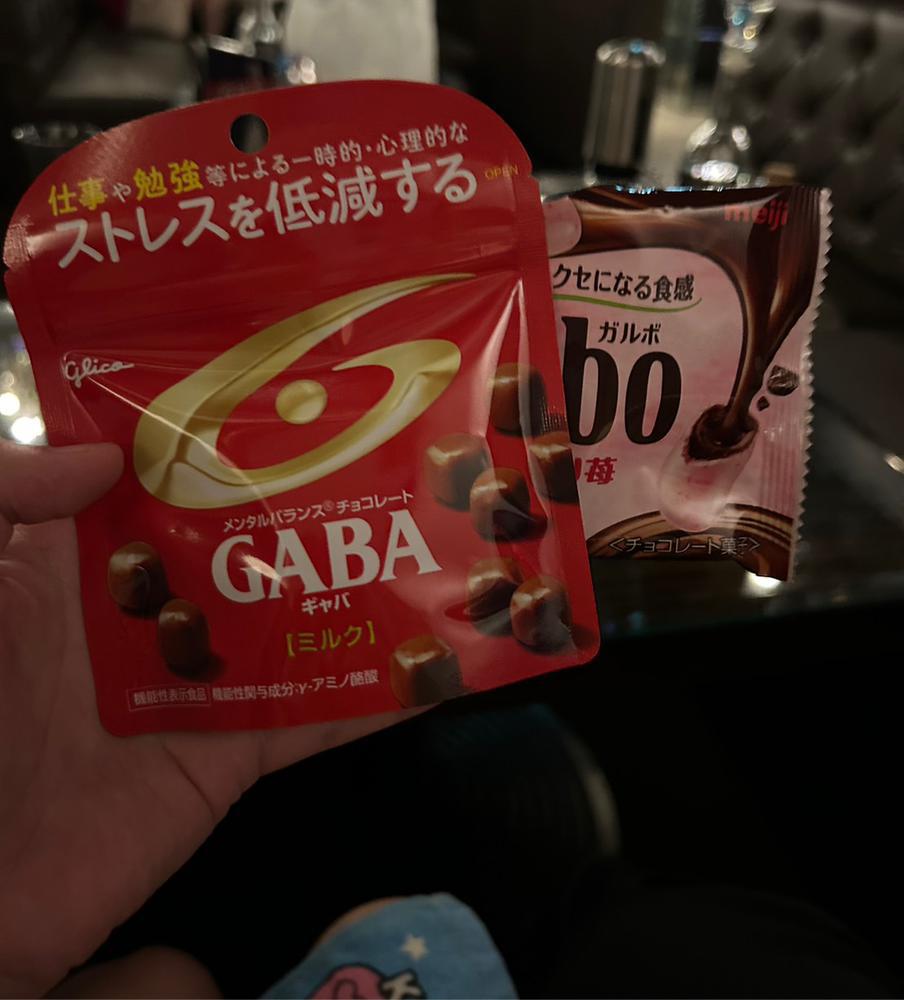 仕事や勉強等による一時的・心理的な
ストレスを低減する
OPEN
Glico
メンタルバランス®チョコレート
GABA
ギャバ
【ミルク】
機能性表示食品 機能性関与成分:γ-アミノ酪酸
meiji
クセになる食感
ガルボ
bo
苺
<チョコレート菓子>
K